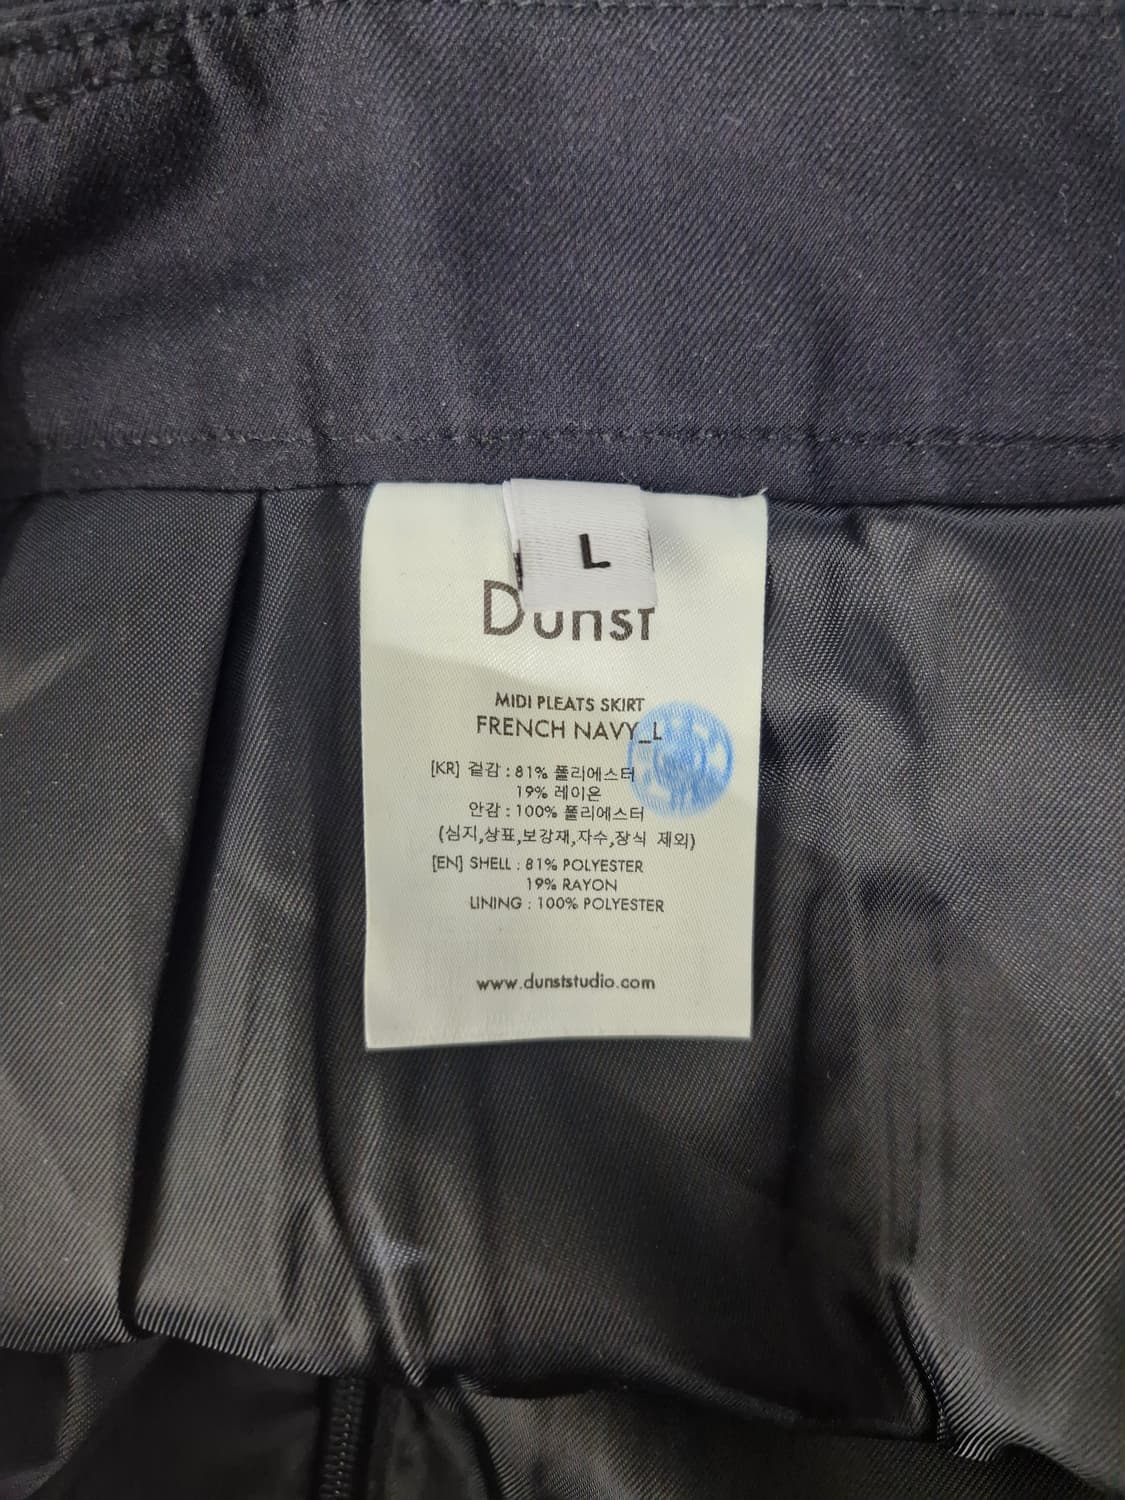 L
Dunst
MIDI PLEATS SKIRT
FRENCH NAVY_L
[KR] 겉감 : 81% 폴리에스터
19% 레이온
안감 : 100% 폴리에스터
(심지,상표,보강재,자수,장식 제외)
[EN] SHELL : 81% POLYESTER
19% RAYON
LINING : 100% POLYESTER
www.dunststudio.com